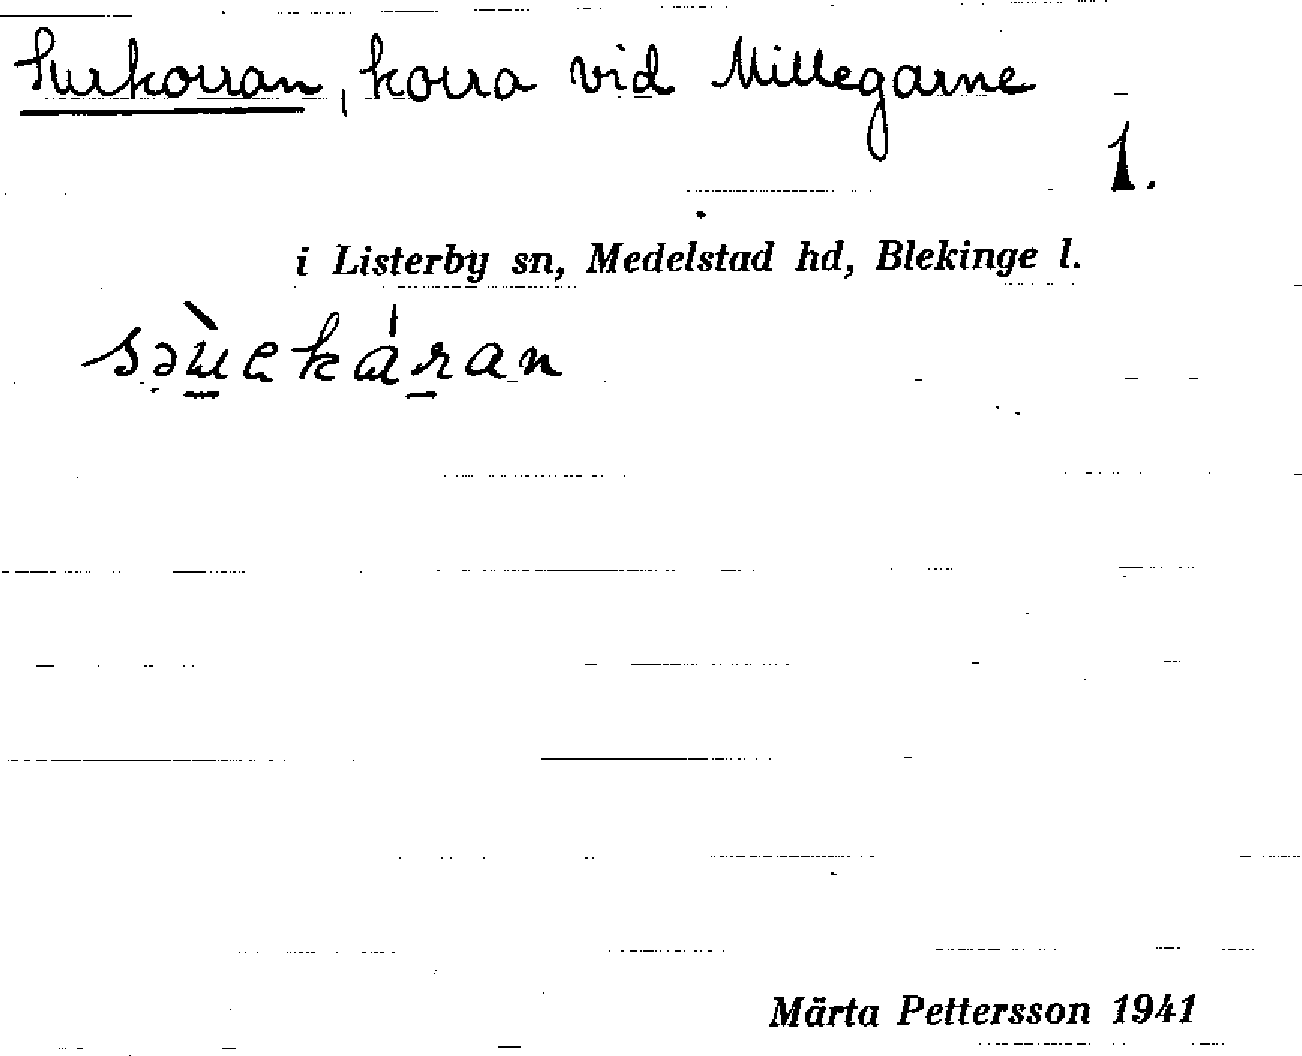 Surkorran, korra vid Millegarne
1.
i Listerby sn, Medelstad hd, Blekinge l.
Märta Pettersson 1941